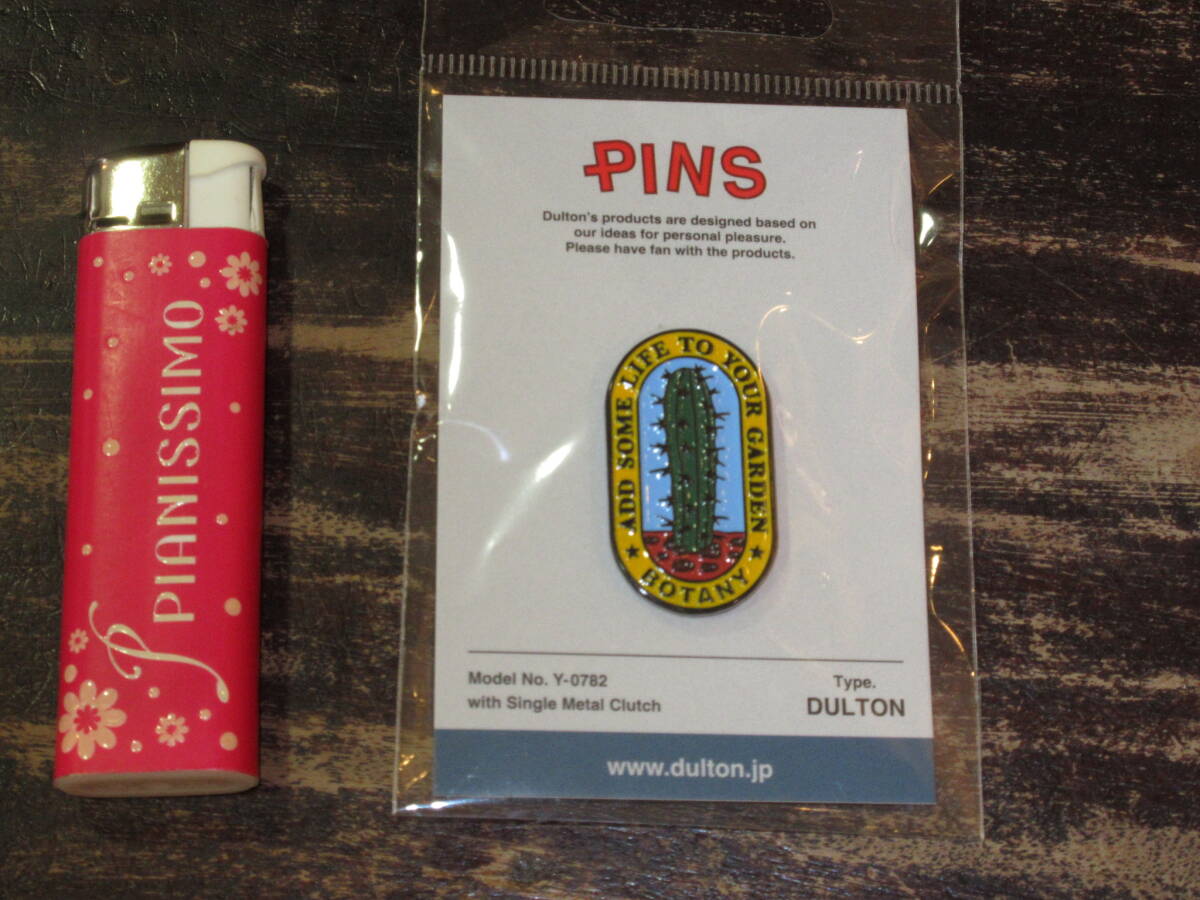 PIANISSIMO
PINS
Dulton's products are designed based on
our ideas for personal pleasure.
Please have fan with the products.
ADD SOME LIFE TO YOUR GARDEN
BOTANY
Model No. Y-0782
with Single Metal Clutch
Type.
DULTON
www.dulton.jp